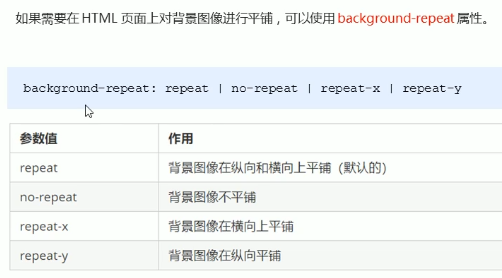 如果需要在 HTML 页面上对背景图像进行平铺，可以使用 background-repeat 属性。
background-repeat: repeat | no-repeat | repeat-x | repeat-y
参数值 作用
repeat 背景图像在纵向和横向上平铺（默认的）
no-repeat 背景图像不平铺
repeat-x 背景图像在横向上平铺
repeat-y 背景图像在纵向平铺